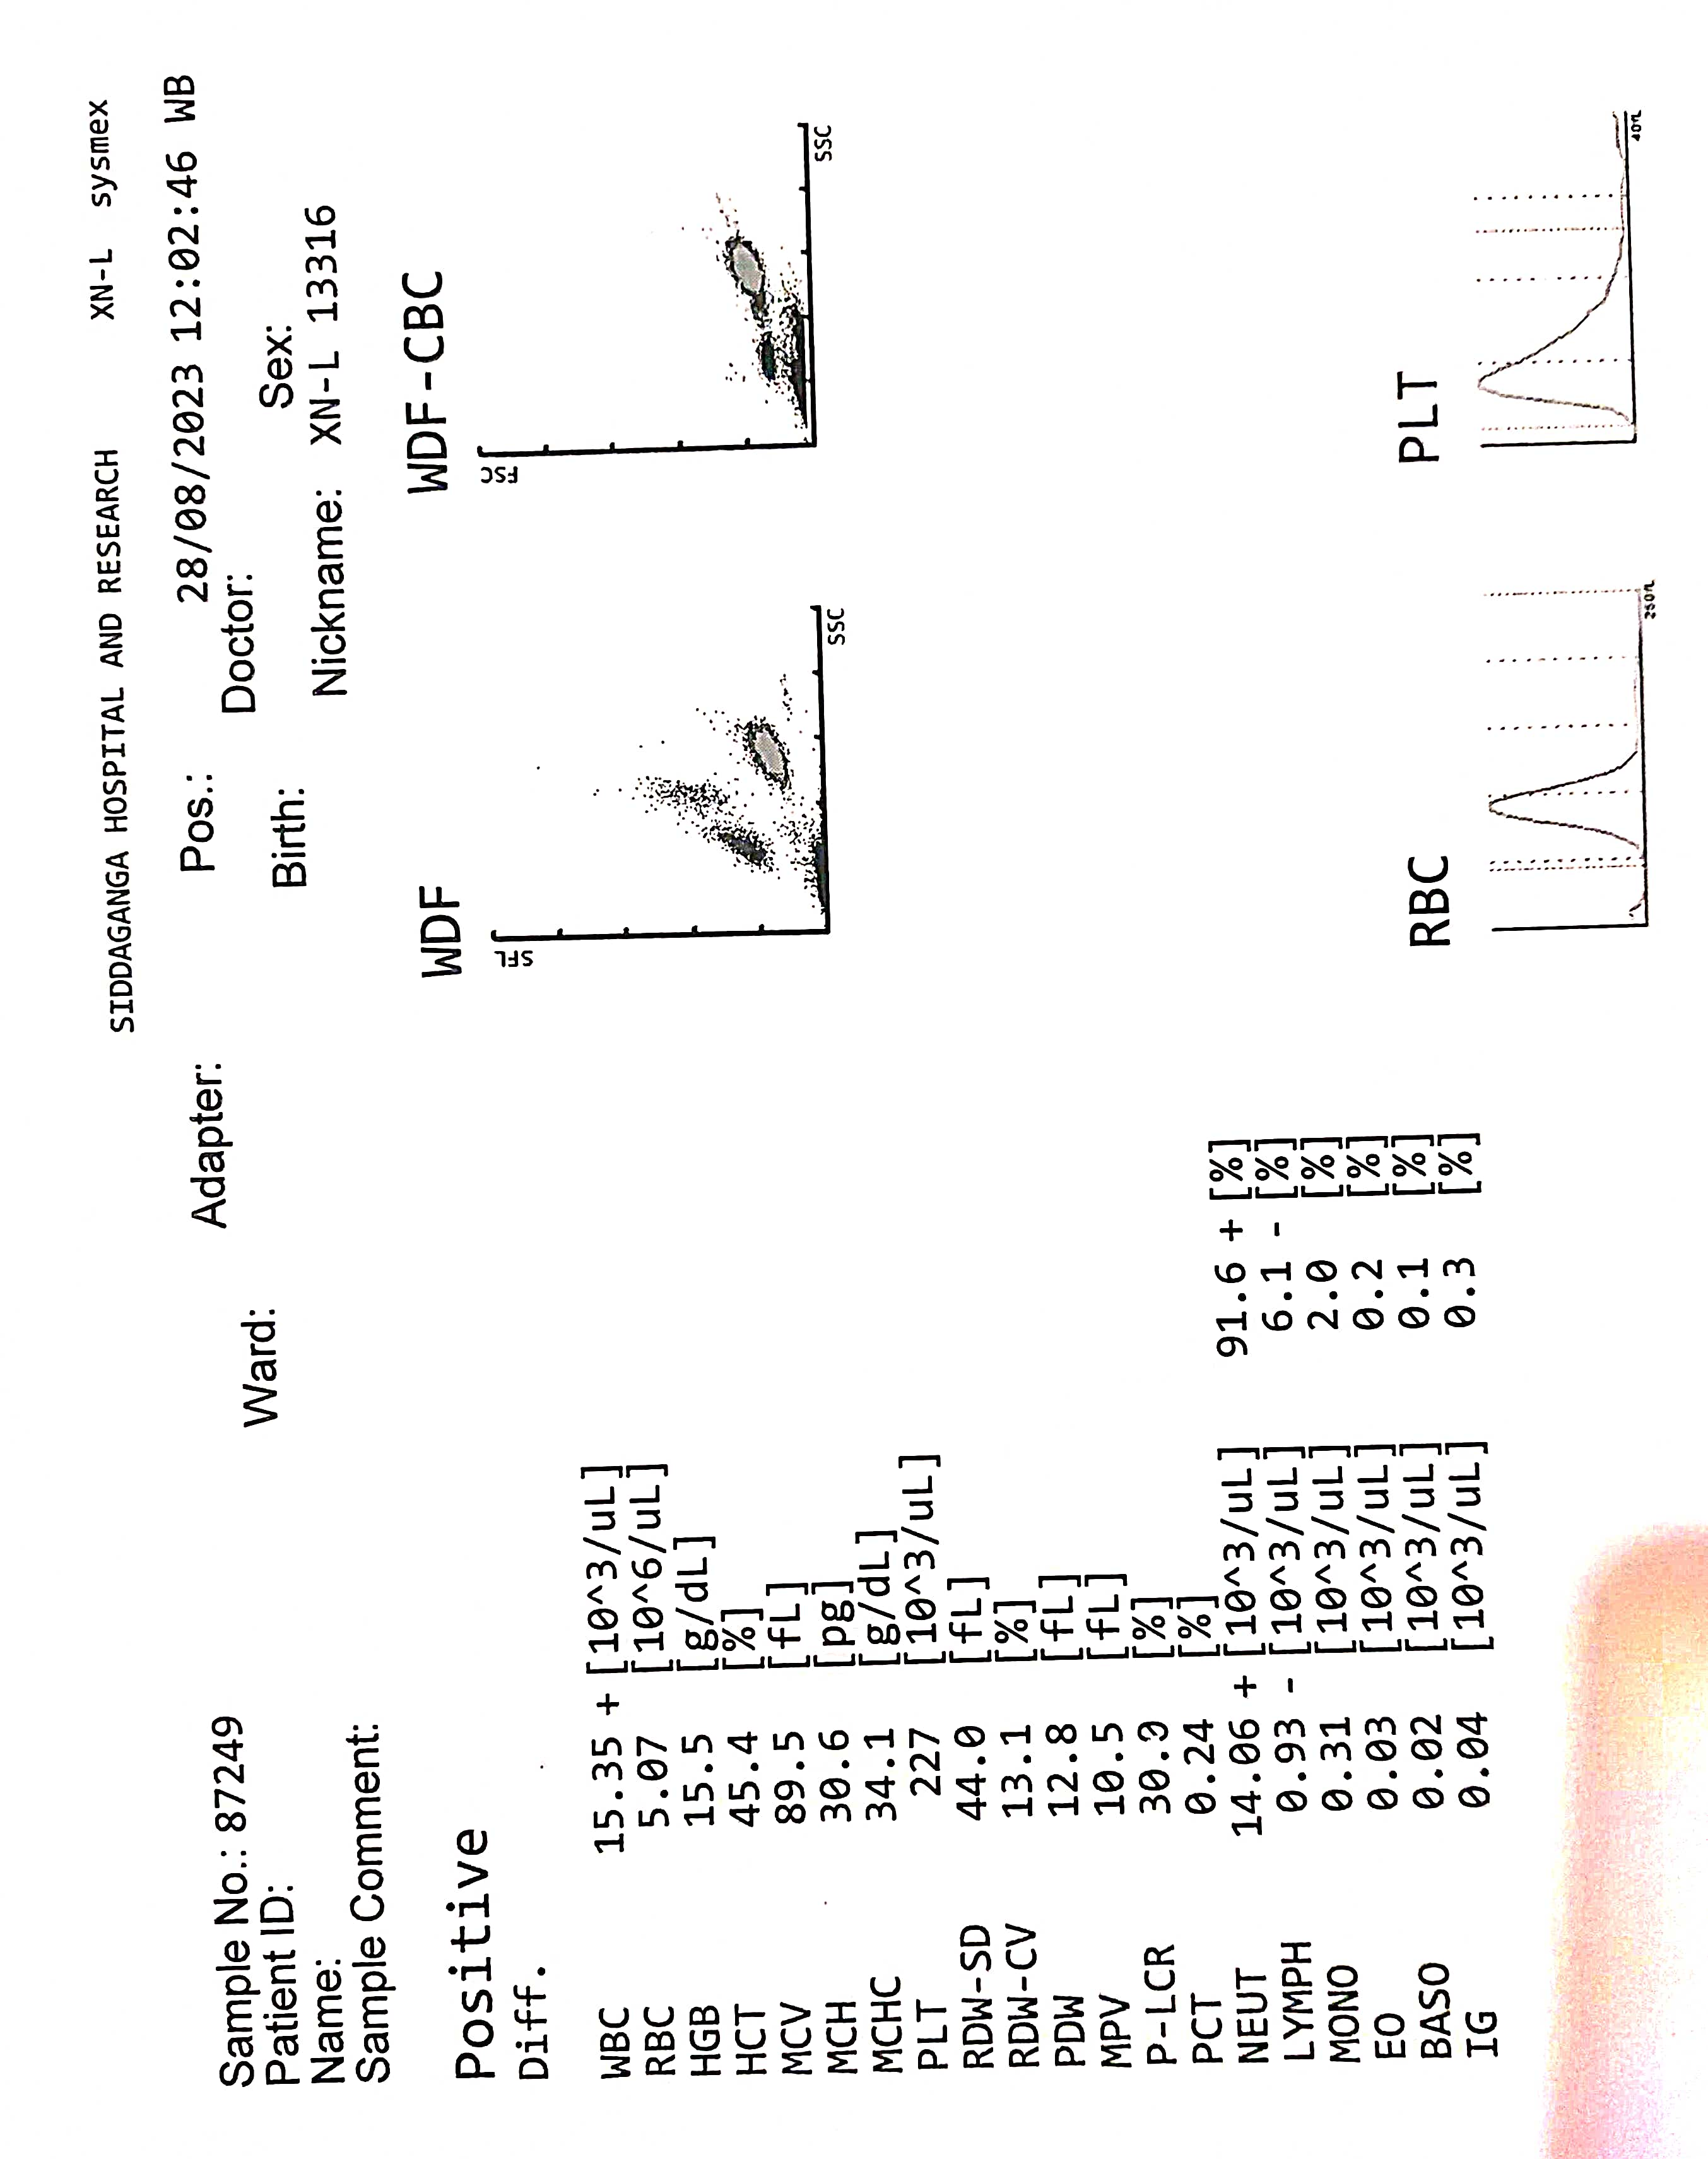 SIDDAGANGA HOSPITAL AND RESEARCH XN-L sysmex
Sample No.: 87249 Adapter: Pos.: 28/08/2023 12:02:46 WB
Patient ID: Ward: Doctor:
Name: Birth: Sex:
Sample Comment: Nickname: XN-L 13316
Positive WDF WDF-CBC
Diff. SFL FSC
WBC 15.35 + [10^3/uL]
RBC 5.07 [10^6/uL]
HGB 15.5 [g/dL]
HCT 45.4 [%]
MCV 89.5 [fL]
MCH 30.6 [pg]
SSC SSC
MCHC 34.1 [g/dL]
PLT 227 [10^3/uL]
RDW-SD 44.0 [fL]
RDW-CV 13.1 [%]
PDW 12.8 [fL]
MPV 10.5 [fL]
P-LCR 30.0 [%]
PCT 0.24 [%]
NEUT 14.06 + [10^3/uL] 91.6 + [%]
LYMPH 0.93 - [10^3/uL] 6.1 - [%]
MONO 0.31 [10^3/uL] 2.0 [%]
EO 0.03 [10^3/uL] 0.2 [%]
BASO 0.02 [10^3/uL] 0.1 [%]
IG 0.04 [10^3/uL] 0.3 [%]
RBC PLT
250fL 40fL